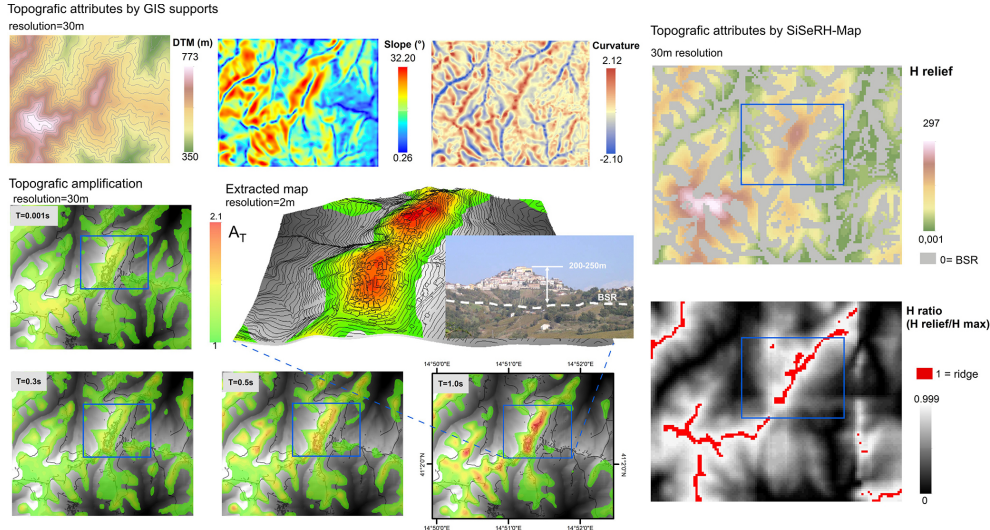 Topografic attributes by GIS supports
resolution=30m
DTM (m)
773
350
Slope (°)
32.20
0.26
Curvature
2.12
-2.10
Topografic attributes by SiSeRH-Map
30m resolution
H relief
297
0,001
0= BSR
Topografic amplification
resolution=30m
T=0.001s
2.1
A_T
1
Extracted map
resolution=2m
200-250m
BSR
T=0.3s
T=0.5s
T=1.0s
14°50'0"E
14°51'0"E
14°52'0"E
41°2'0"N
41°2'0"N
14°50'0"E
14°51'0"E
14°52'0"E
H ratio
(H relief/H max)
1 = ridge
0.999
0